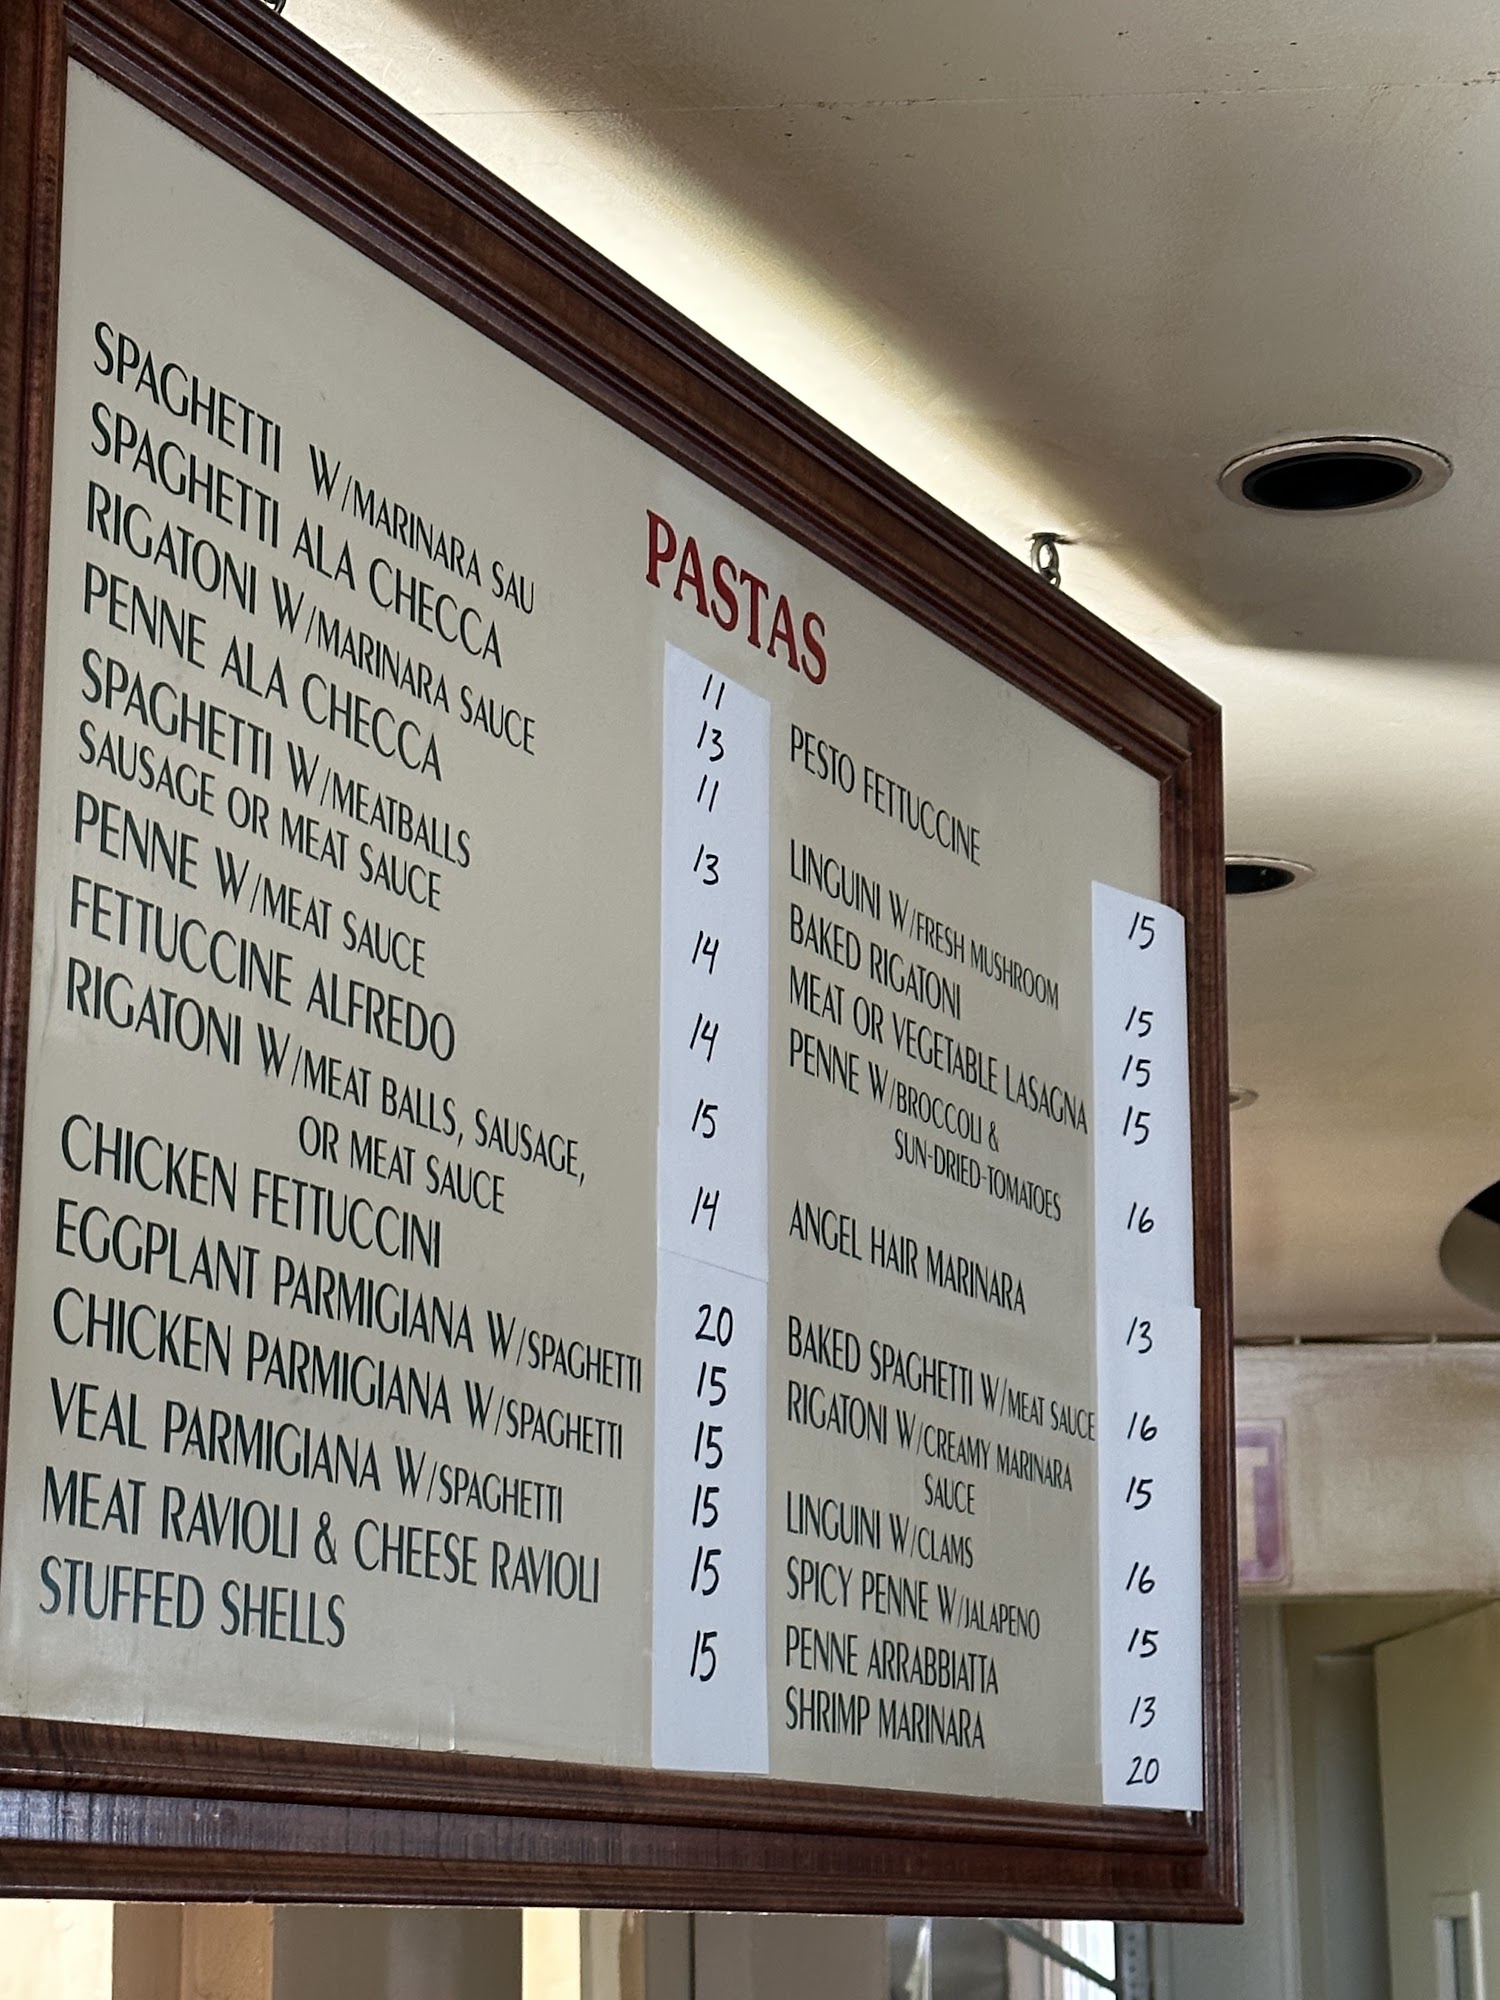 PASTAS
SPAGHETTI W/MARINARA SAU 11
SPAGHETTI ALA CHECCA 13
RIGATONI W/MARINARA SAUCE 11
PENNE ALA CHECCA 13
SPAGHETTI W/MEATBALLS
SAUSAGE OR MEAT SAUCE 14
PENNE W/MEAT SAUCE 14
FETTUCCINE ALFREDO 15
RIGATONI W/MEAT BALLS, SAUSAGE,
OR MEAT SAUCE 14
CHICKEN FETTUCCINI 20
EGGPLANT PARMIGIANA W/SPAGHETTI 15
CHICKEN PARMIGIANA W/SPAGHETTI 15
VEAL PARMIGIANA W/SPAGHETTI 15
MEAT RAVIOLI & CHEESE RAVIOLI 15
STUFFED SHELLS 15
PESTO FETTUCCINE 15
LINGUINI W/FRESH MUSHROOM 15
BAKED RIGATONI 15
MEAT OR VEGETABLE LASAGNA 15
PENNE W/BROCCOLI &
SUN-DRIED-TOMATOES 16
ANGEL HAIR MARINARA 13
BAKED SPAGHETTI W/MEAT SAUCE 16
RIGATONI W/CREAMY MARINARA
SAUCE 15
LINGUINI W/CLAMS 16
SPICY PENNE W/JALAPENO 15
PENNE ARRABBIATTA 13
SHRIMP MARINARA 20